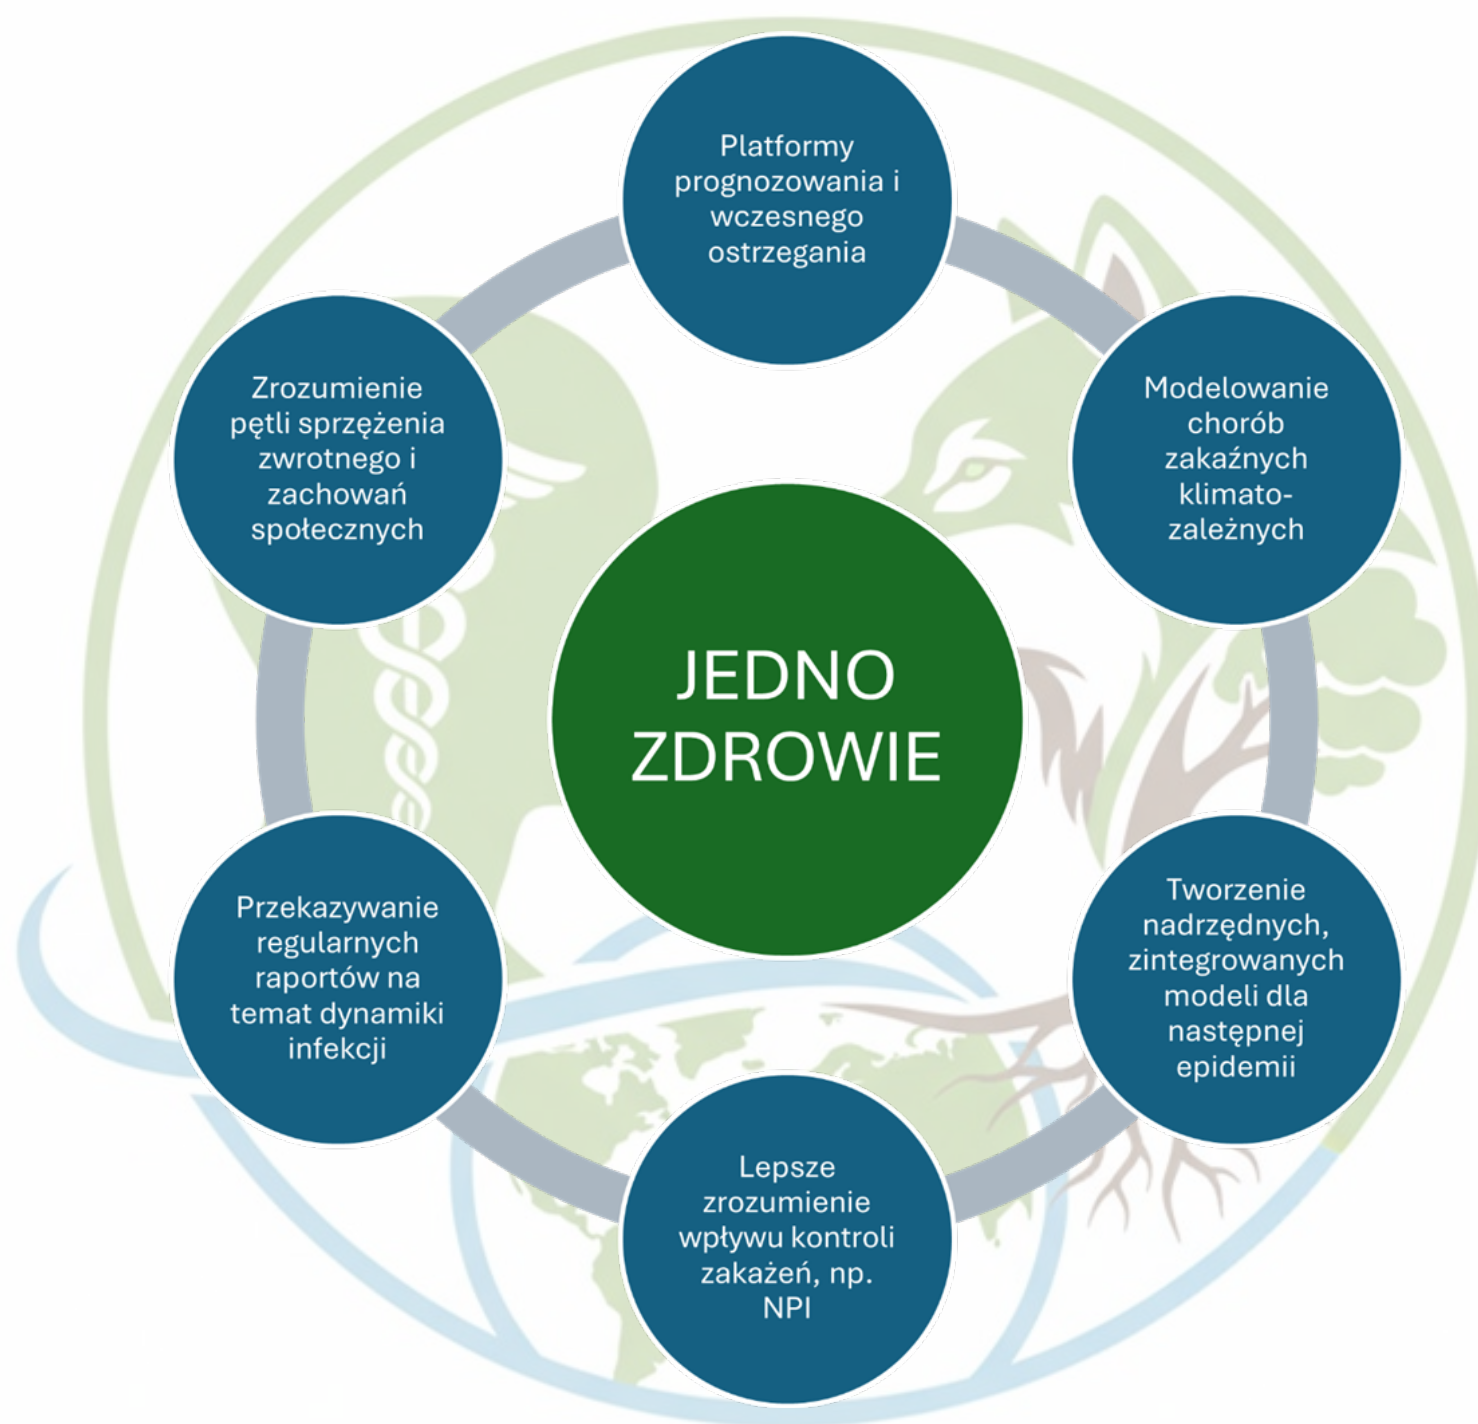 Platformy
prognozowania i
wczesnego
ostrzegania
Modelowanie
chorób
zakaźnych
klimato-
zależnych
Tworzenie
nadrzędnych,
zintegrowanych
modeli dla
następnej
epidemii
Lepsze
zrozumienie
wpływu kontroli
zakażeń, np.
NPI
Przekazywanie
regularnych
raportów na
temat dynamiki
infekcji
Zrozumienie
pętli sprzężenia
zwrotnego i
zachowań
społecznych
JEDNO
ZDROWIE